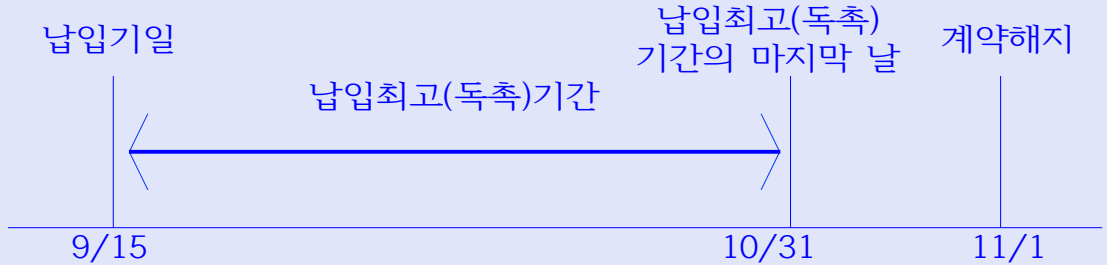 납입기일
납입최고(독촉)기간
납입최고(독촉)
기간의 마지막 날
계약해지
9/15
10/31
11/1